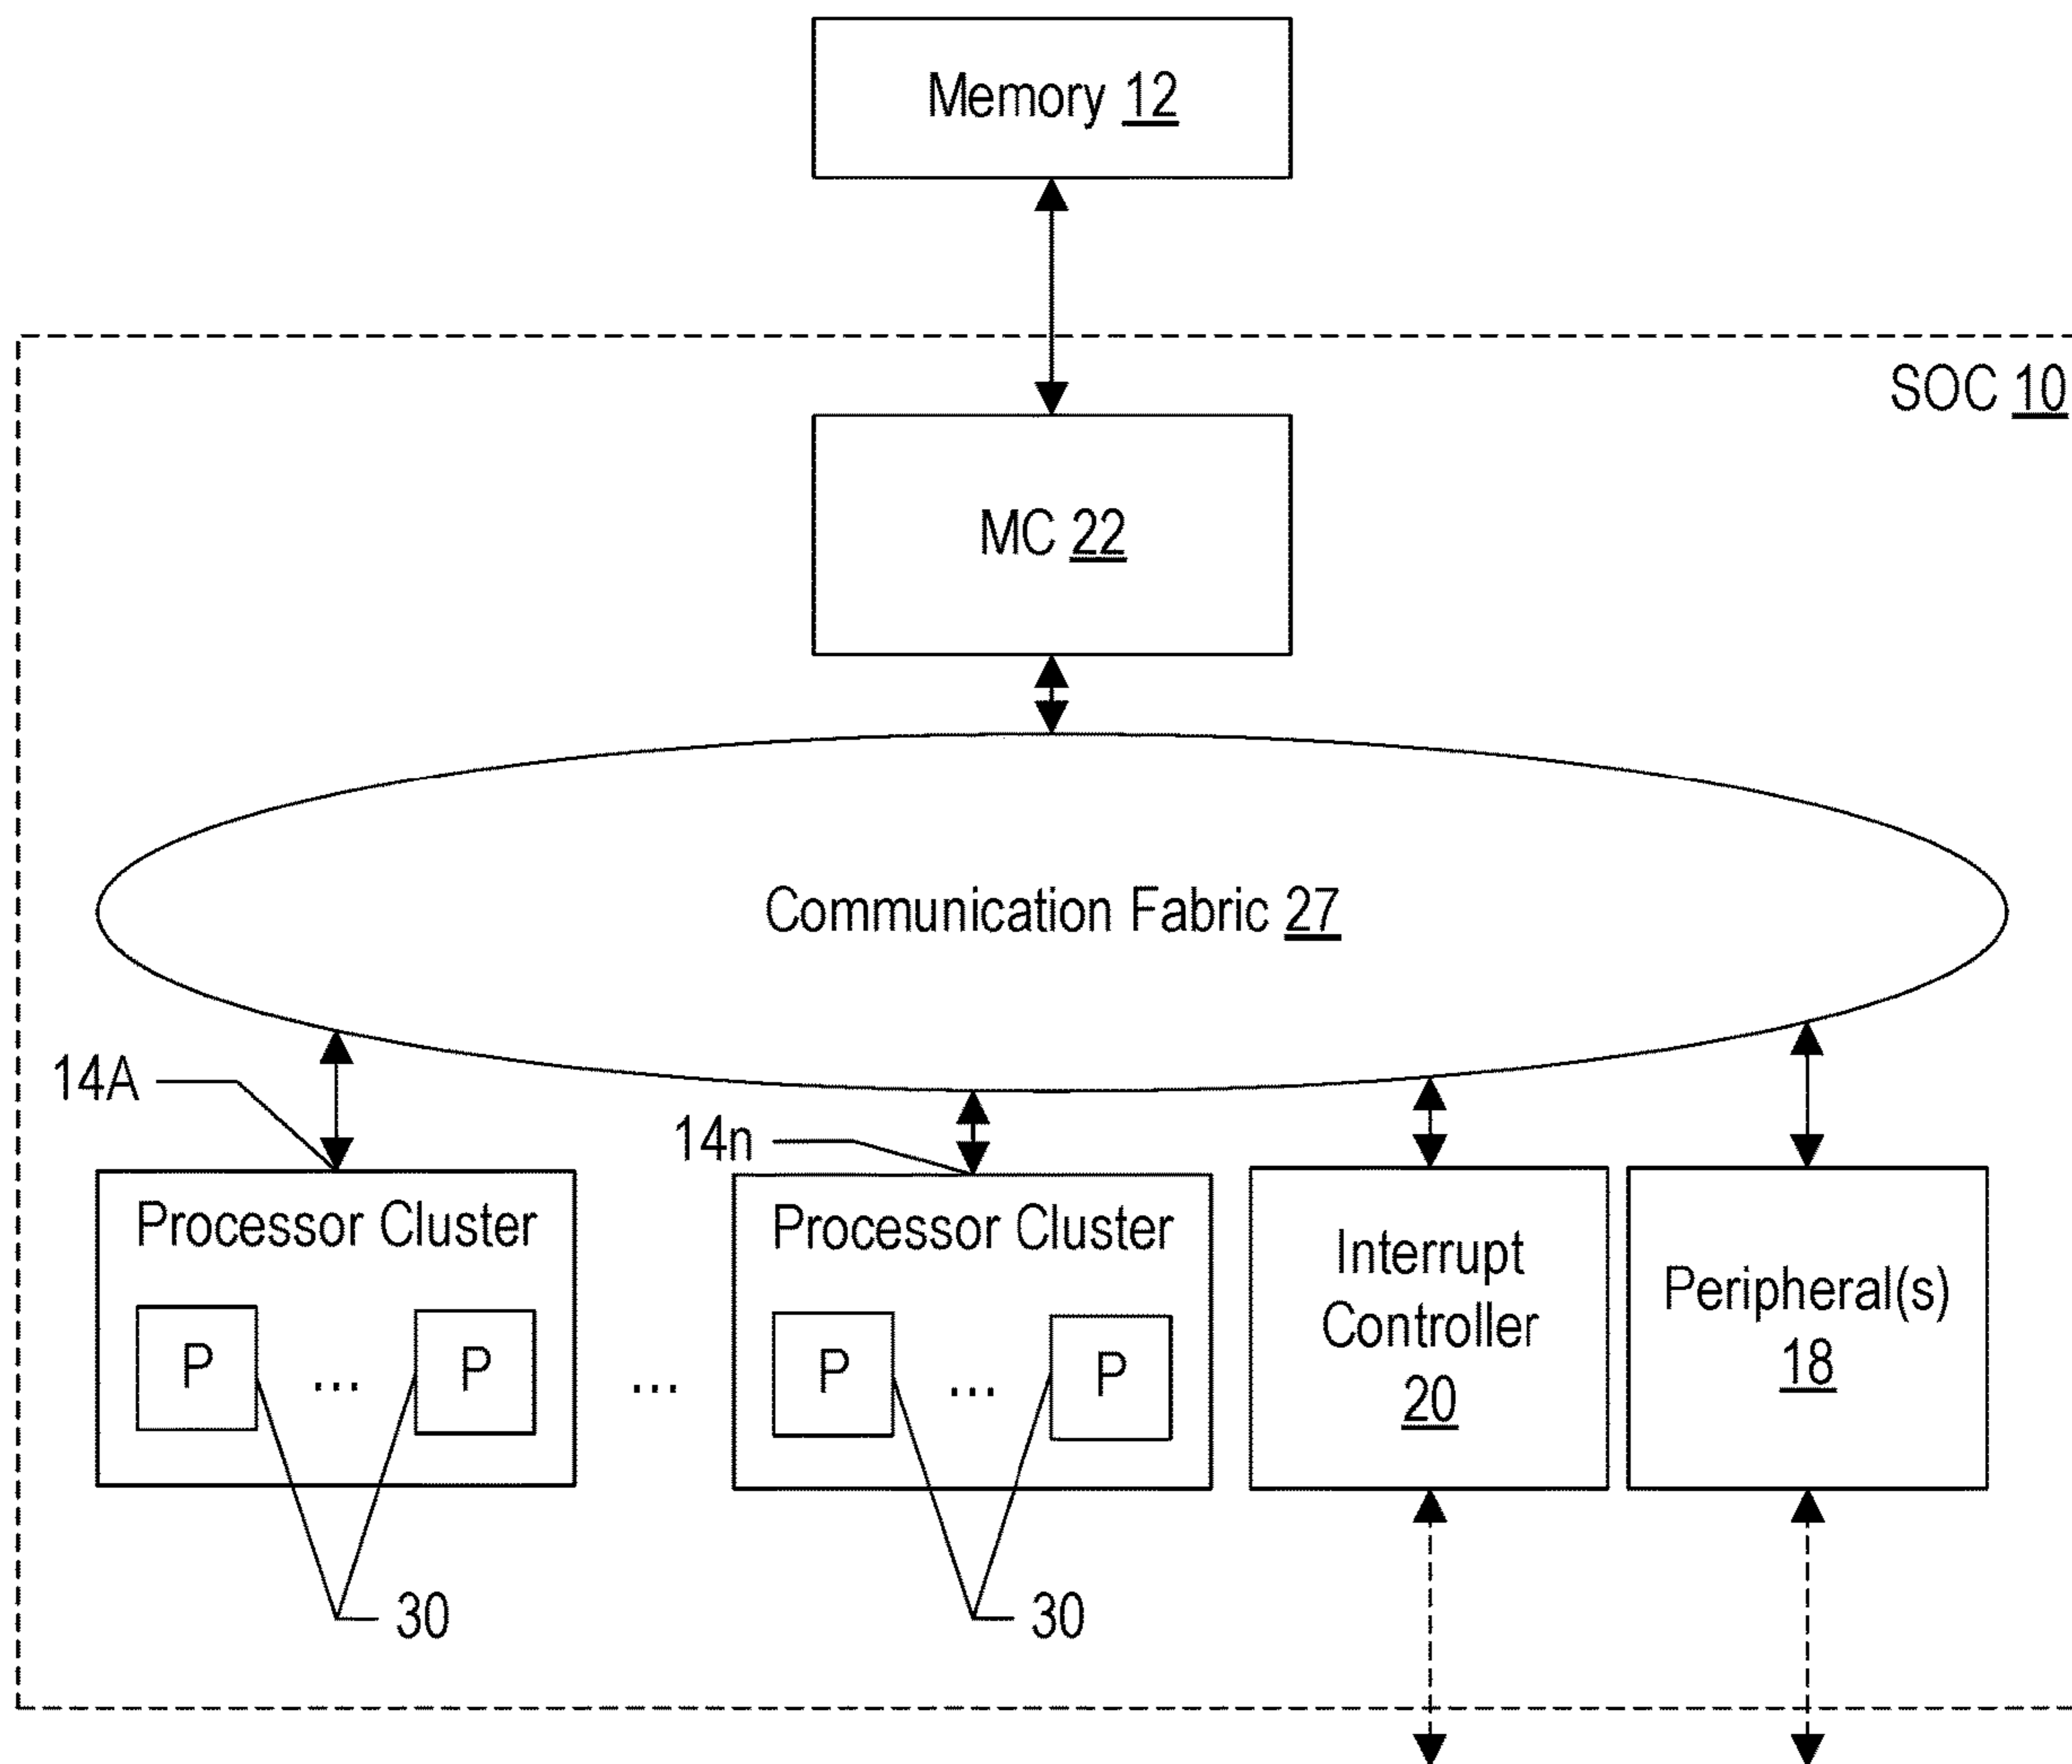 Memory 12
SOC 10
MC 22
Communication Fabric 27
14A
14n
Processor Cluster
P ... P
...
Processor Cluster
P ... P
Interrupt
Controller
20
Peripheral(s)
18
30
30